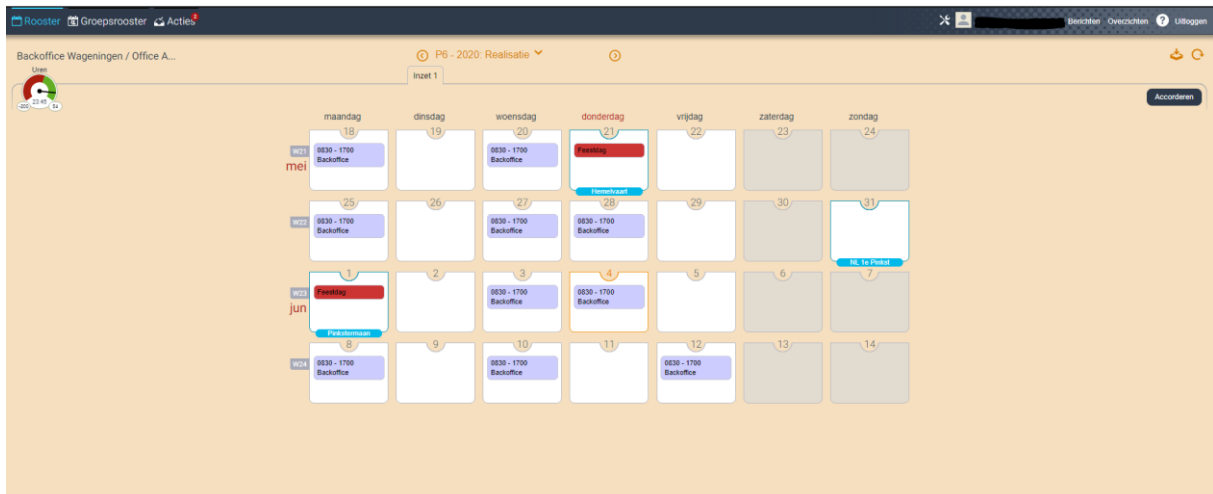 Rooster Groepsrooster Acties
Berichten Overzichten ? Uitloggen
Backoffice Wageningen / Office A...
P6 - 2020: Realisatie
Uren
23:45
-200
54
Inzet 1
Accorderen
maandag dinsdag woensdag donderdag vrijdag zaterdag zondag
18 19 20 21 22 23 24
W21
mei
0830 - 1700
Backoffice
0830 - 1700
Backoffice
Feestdag
Hemelvaart
25 26 27 28 29 30 31
W22
0830 - 1700
Backoffice
0830 - 1700
Backoffice
0830 - 1700
Backoffice
NL 1e Pinkst
1 2 3 4 5 6 7
W23
jun
Feestdag
0830 - 1700
Backoffice
0830 - 1700
Backoffice
Pinkstermaan
8 9 10 11 12 13 14
W24
0830 - 1700
Backoffice
0830 - 1700
Backoffice
0830 - 1700
Backoffice